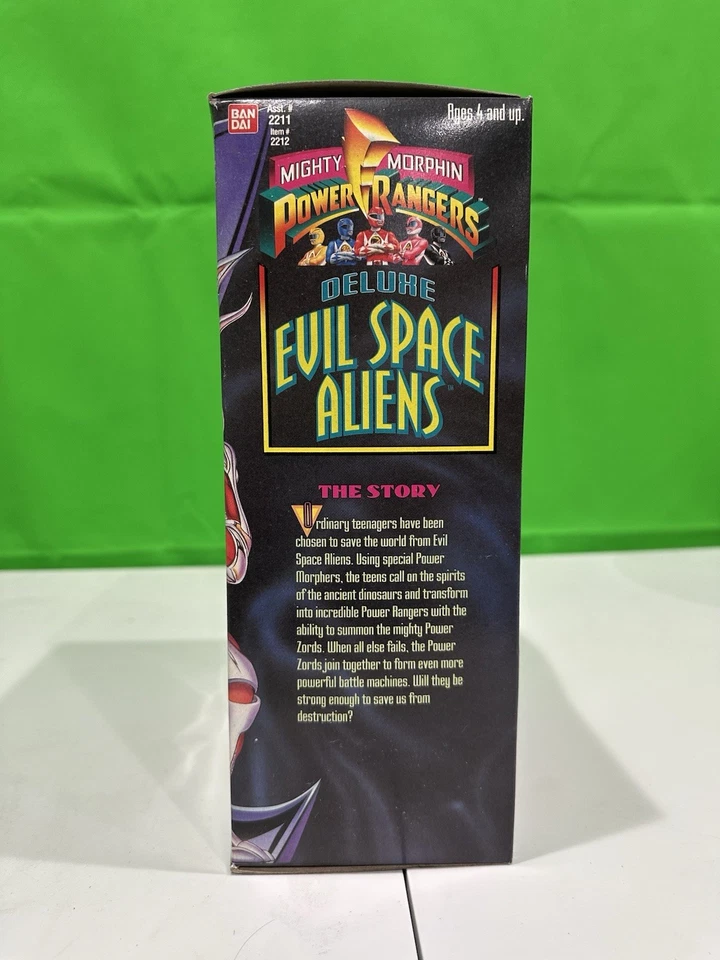 BAN
DAI
Asst. #
2211
Item #
2212
Ages 4 and up.
MIGHTY MORPHIN
POWER RANGERS
DELUXE
EVIL SPACE
ALIENS™
THE STORY
Ordinary teenagers have been
chosen to save the world from Evil
Space Aliens. Using special Power
Morphers, the teens call on the spirits
of the ancient dinosaurs and transform
into incredible Power Rangers with the
ability to summon the mighty Power
Zords. When all else fails, the Power
Zords join together to form even more
powerful battle machines. Will they be
strong enough to save us from
destruction?